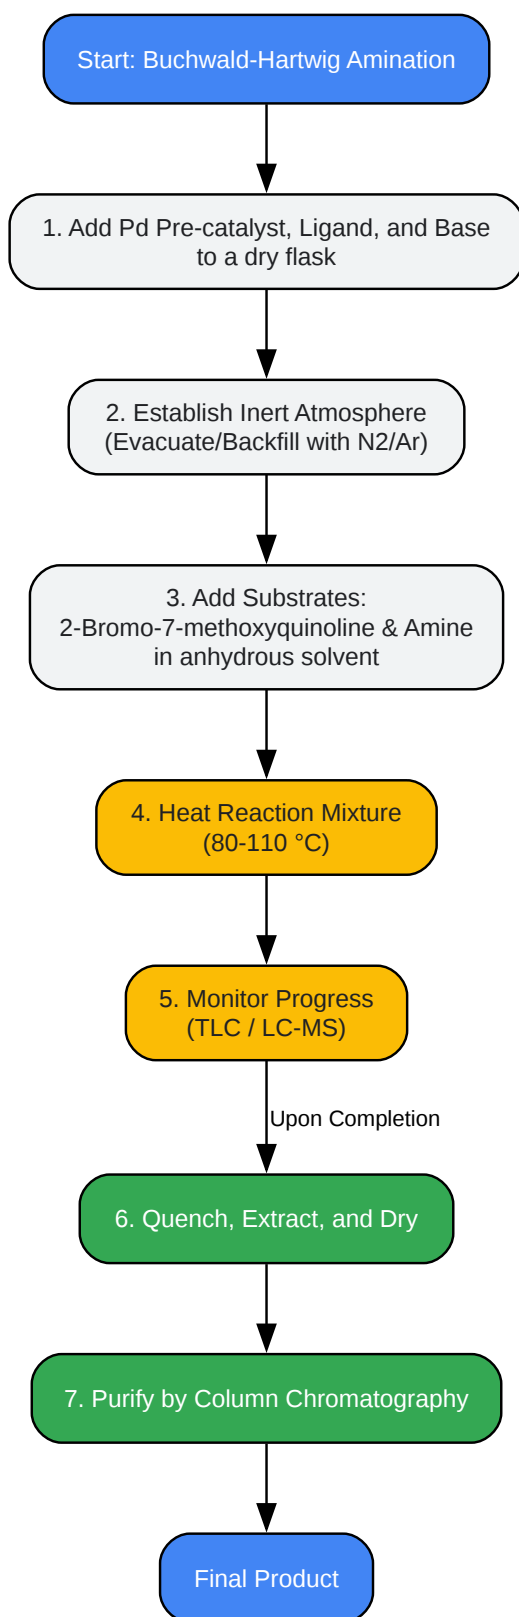 Start: Buchwald-Hartwig Amination
1. Add Pd Pre-catalyst, Ligand, and Base
to a dry flask
2. Establish Inert Atmosphere
(Evacuate/Backfill with N2/Ar)
3. Add Substrates:
2-Bromo-7-methoxyquinoline & Amine
in anhydrous solvent
4. Heat Reaction Mixture
(80-110 °C)
5. Monitor Progress
(TLC / LC-MS)
Upon Completion
6. Quench, Extract, and Dry
7. Purify by Column Chromatography
Final Product